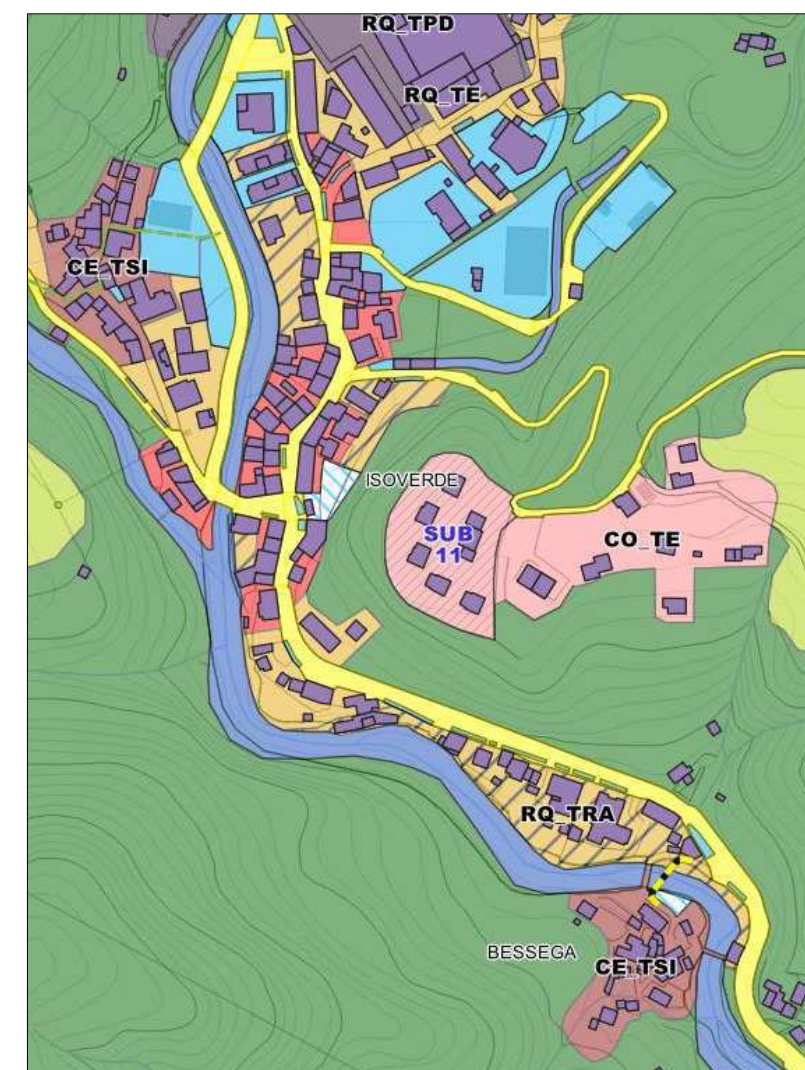 RQ_TPD
RQ_TE
CE_TSI
ISOVERDE
SUB
11
CO_TE
RQ_TRA
BESSEGA
CE_TSI